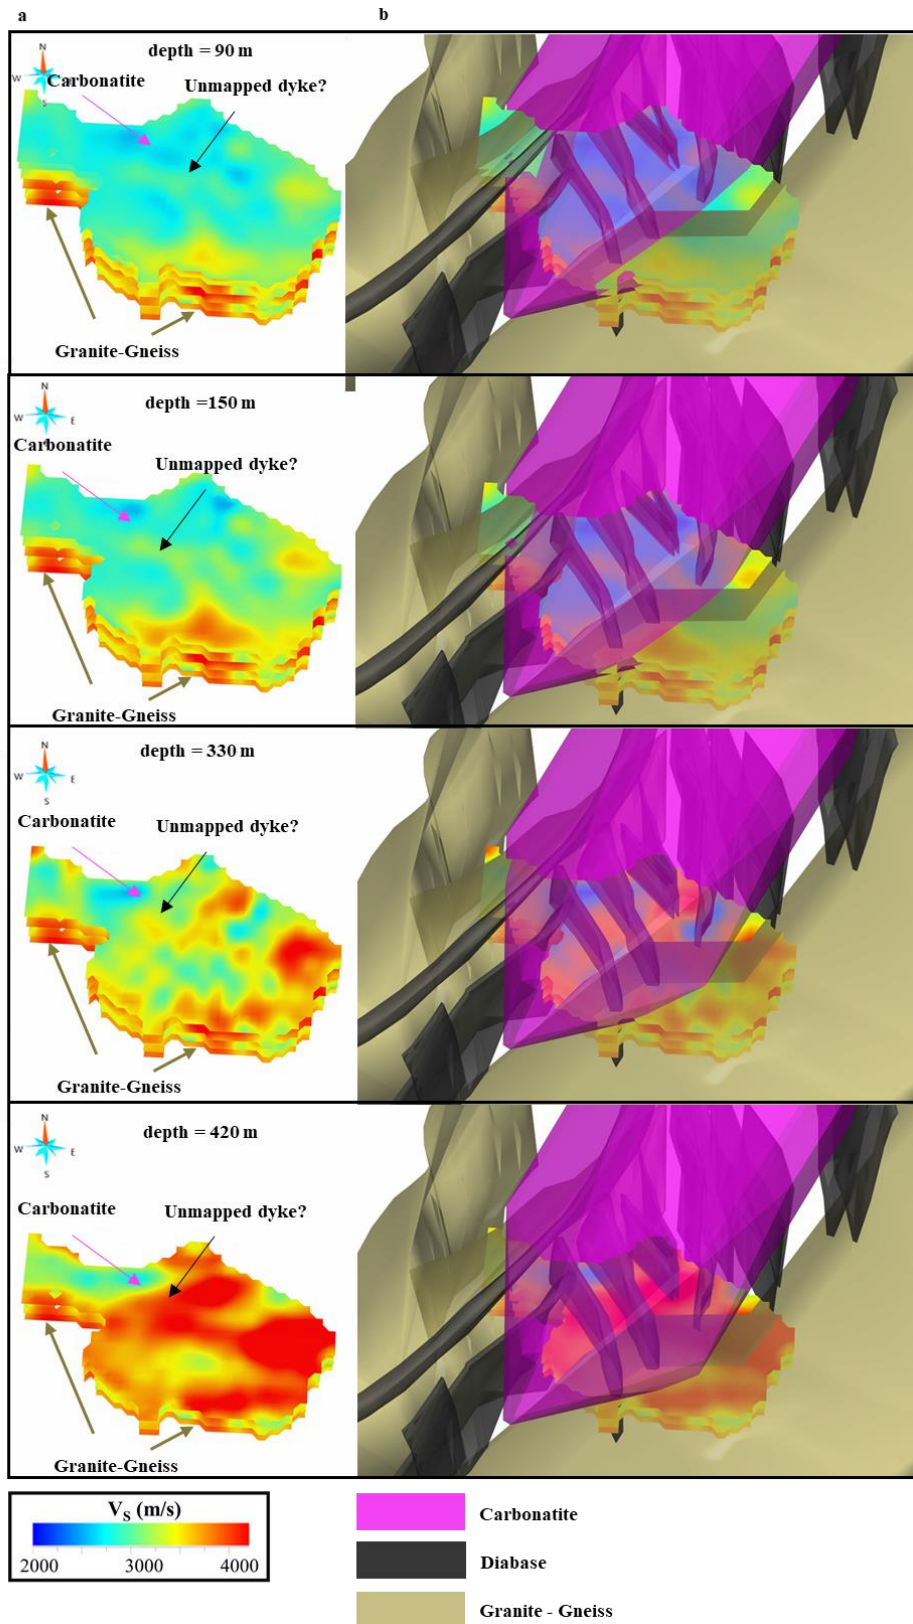 a
b
depth = 90 m
N
W
S
Carbonatite
Unmapped dyke?
Granite-Gneiss
N
W
E
depth =150 m
Carbonatite
Unmapped dyke?
Granite-Gneiss
N
W
E
S
depth = 330 m
Carbonatite
Unmapped dyke?
Granite-Gneiss
N
W
E
S
depth = 420 m
Carbonatite
Unmapped dyke?
Granite-Gneiss
V_S (m/s)
2000 3000 4000
Carbonatite
Diabase
Granite - Gneiss